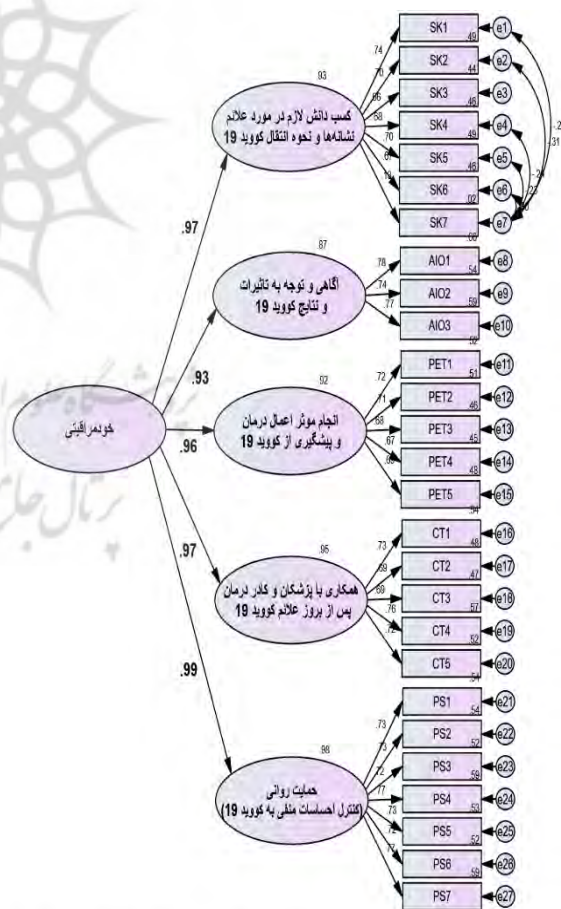 خودمراقبتی
.97
.93
.96
.97
.99
.93
کسب دانش لازم در مورد علائم
نشانه‌ها و نحوه انتقال کووید 19
.87
آگاهی و توجه به تاثیرات
و نتایج کووید 19
.92
انجام موثر اعمال درمان
و پیشگیری از کووید 19
.95
همکاری با پزشکان و کادر درمان
پس از بروز علائم کووید 19
.98
حمایت روانی
(کنترل احساسات منفی به کووید 19)
.74
.70
.66
.68
.70
.67
SK1 .49 e1
SK2 .44 e2
SK3 .46 e3
SK4 .49 e4
SK5 .46 e5
SK6 .02 e6
SK7 e7
-.31
.78
.74
.77
AIO1 .54 e8
AIO2 .59 e9
AIO3 e10
.72
.71
.68
.67
PET1 .51 e11
PET2 .46 e12
PET3 .45 e13
PET4 .48 e14
PET5 e15
.73
.69
.69
.76
.72
CT1 .48 e16
CT2 .47 e17
CT3 .57 e18
CT4 .52 e19
CT5 .54 e20
.73
.73
.72
.77
.73
.72
.77
PS1 .54 e21
PS2 .52 e22
PS3 .59 e23
PS4 .53 e24
PS5 .52 e25
PS6 .59 e26
PS7 e27